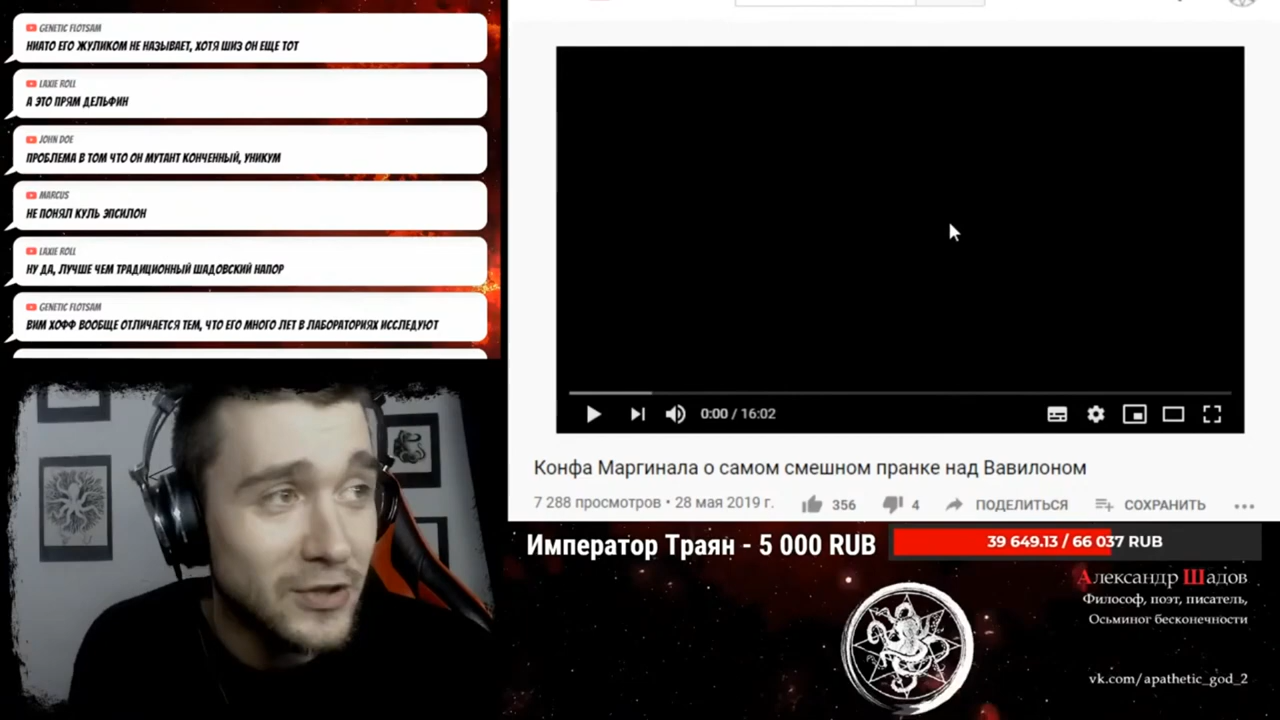 GENETIC FLOTSAM
НИАТО ЕГО ЖУЛИКОМ НЕ НАЗЫВАЕТ, ХОТЯ ШИЗ ОН ЕЩЕ ТОТ
LAXIE ROLL
А ЭТО ПРЯМ ДЕЛЬФИН
JOHN DOE
ПРОБЛЕМА В ТОМ ЧТО ОН МУТАНТ КОНЧЕННЫЙ, УНИКУМ
MARCUS
НЕ ПОНЯЛ КУЛЬ ЭПСИЛОН
LAXIE ROLL
НУ ДА, ЛУЧШЕ ЧЕМ ТРАДИЦИОННЫЙ ШАДОВСКИЙ НАПОР
GENETIC FLOTSAM
ВИМ ХОФФ ВООБЩЕ ОТЛИЧАЕТСЯ ТЕМ, ЧТО ЕГО МНОГО ЛЕТ В ЛАБОРАТОРИЯХ ИССЛЕДУЮТ
0:00 / 16:02
Конфа Маргинала о самом смешном пранке над Вавилоном
7 288 просмотров • 28 мая 2019 г. 356 4 ПОДЕЛИТЬСЯ СОХРАНИТЬ
Император Траян - 5 000 RUB
39 649.13 / 66 037 RUB
Александр Шадов
Философ, поэт, писатель,
Осьминог бесконечности
vk.com/apathetic_god_2